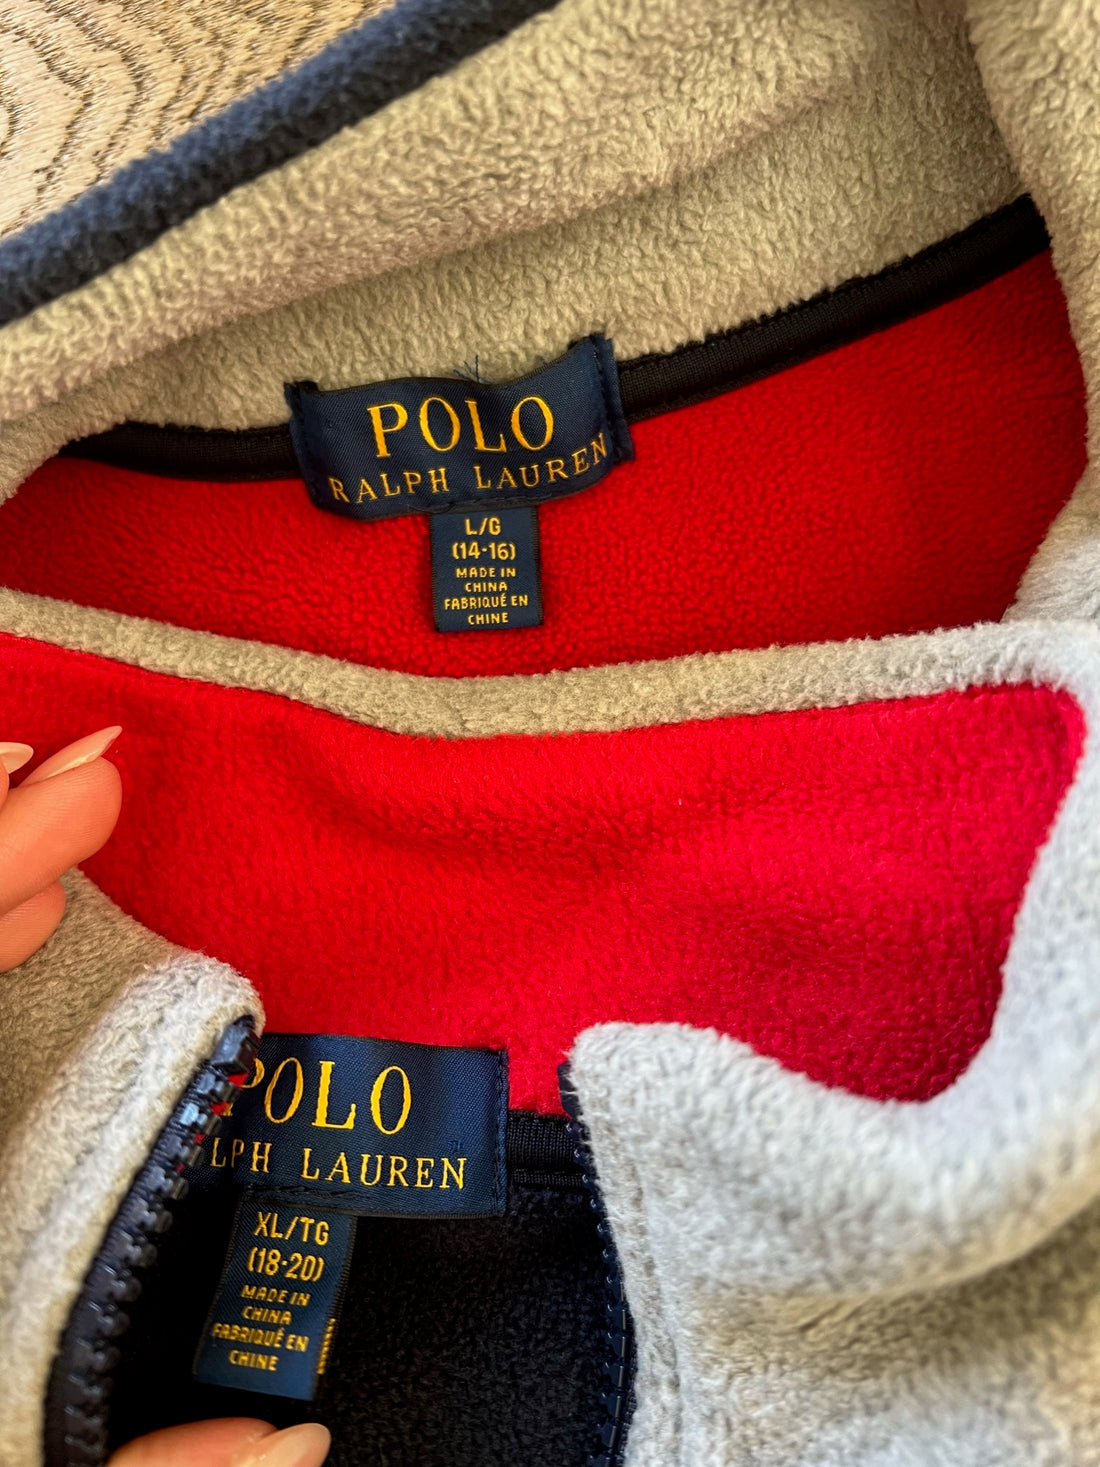 POLO
RALPH LAUREN
L/G
(14-16)
MADE IN
CHINA
FABRIQUÉ EN
CHINE
POLO
LPH LAUREN
XL/TG
(18-20)
MADE IN
CHINA
FABRIQUÉ EN
CHINE